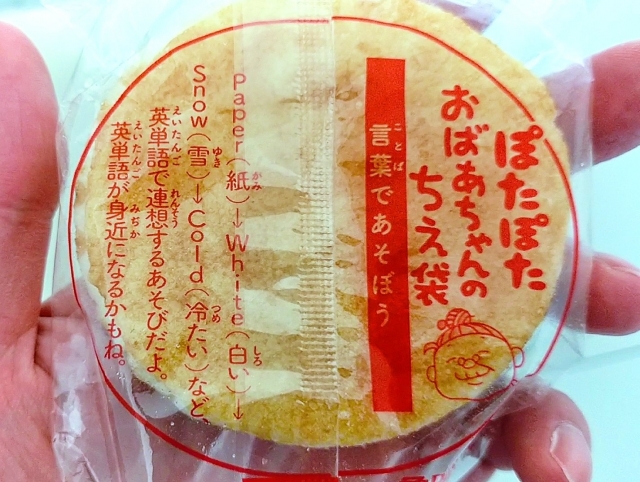 ぽたぽた
おばあちゃんの
ちえ袋
言葉であそぼう
Paper(紙)→White(白い)→
Snow(雪)→Cold(冷たい)など、
英単語で連想するあそびだよ。
英単語が身近になるかもね。